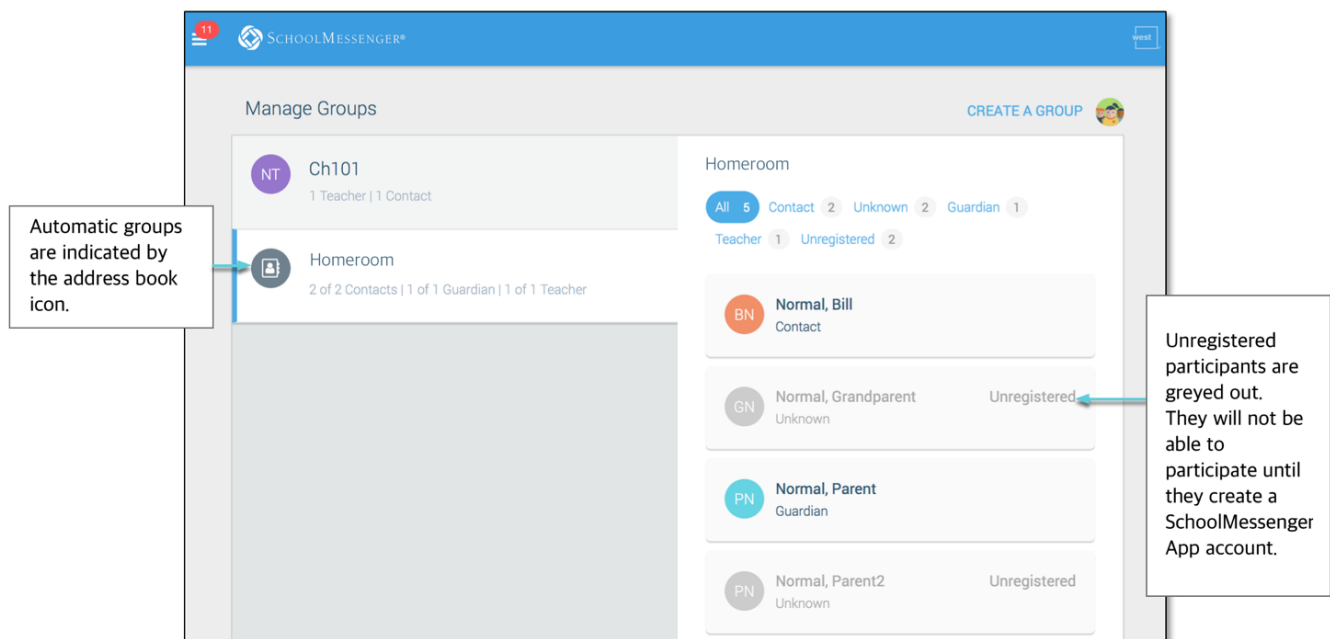 11
SCHOOLMESSENGER®
west
Manage Groups
CREATE A GROUP
NT
Ch101
1 Teacher | 1 Contact
Homeroom
2 of 2 Contacts | 1 of 1 Guardian | 1 of 1 Teacher
Automatic groups
are indicated by
the address book
icon.
Homeroom
All 5 Contact 2 Unknown 2 Guardian 1
Teacher 1 Unregistered 2
BN
Normal, Bill
Contact
GN
Normal, Grandparent Unregistered
Unknown
PN
Normal, Parent
Guardian
PN
Normal, Parent2 Unregistered
Unknown
Unregistered
participants are
greyed out.
They will not be
able to
participate until
they create a
SchoolMessenger
App account.